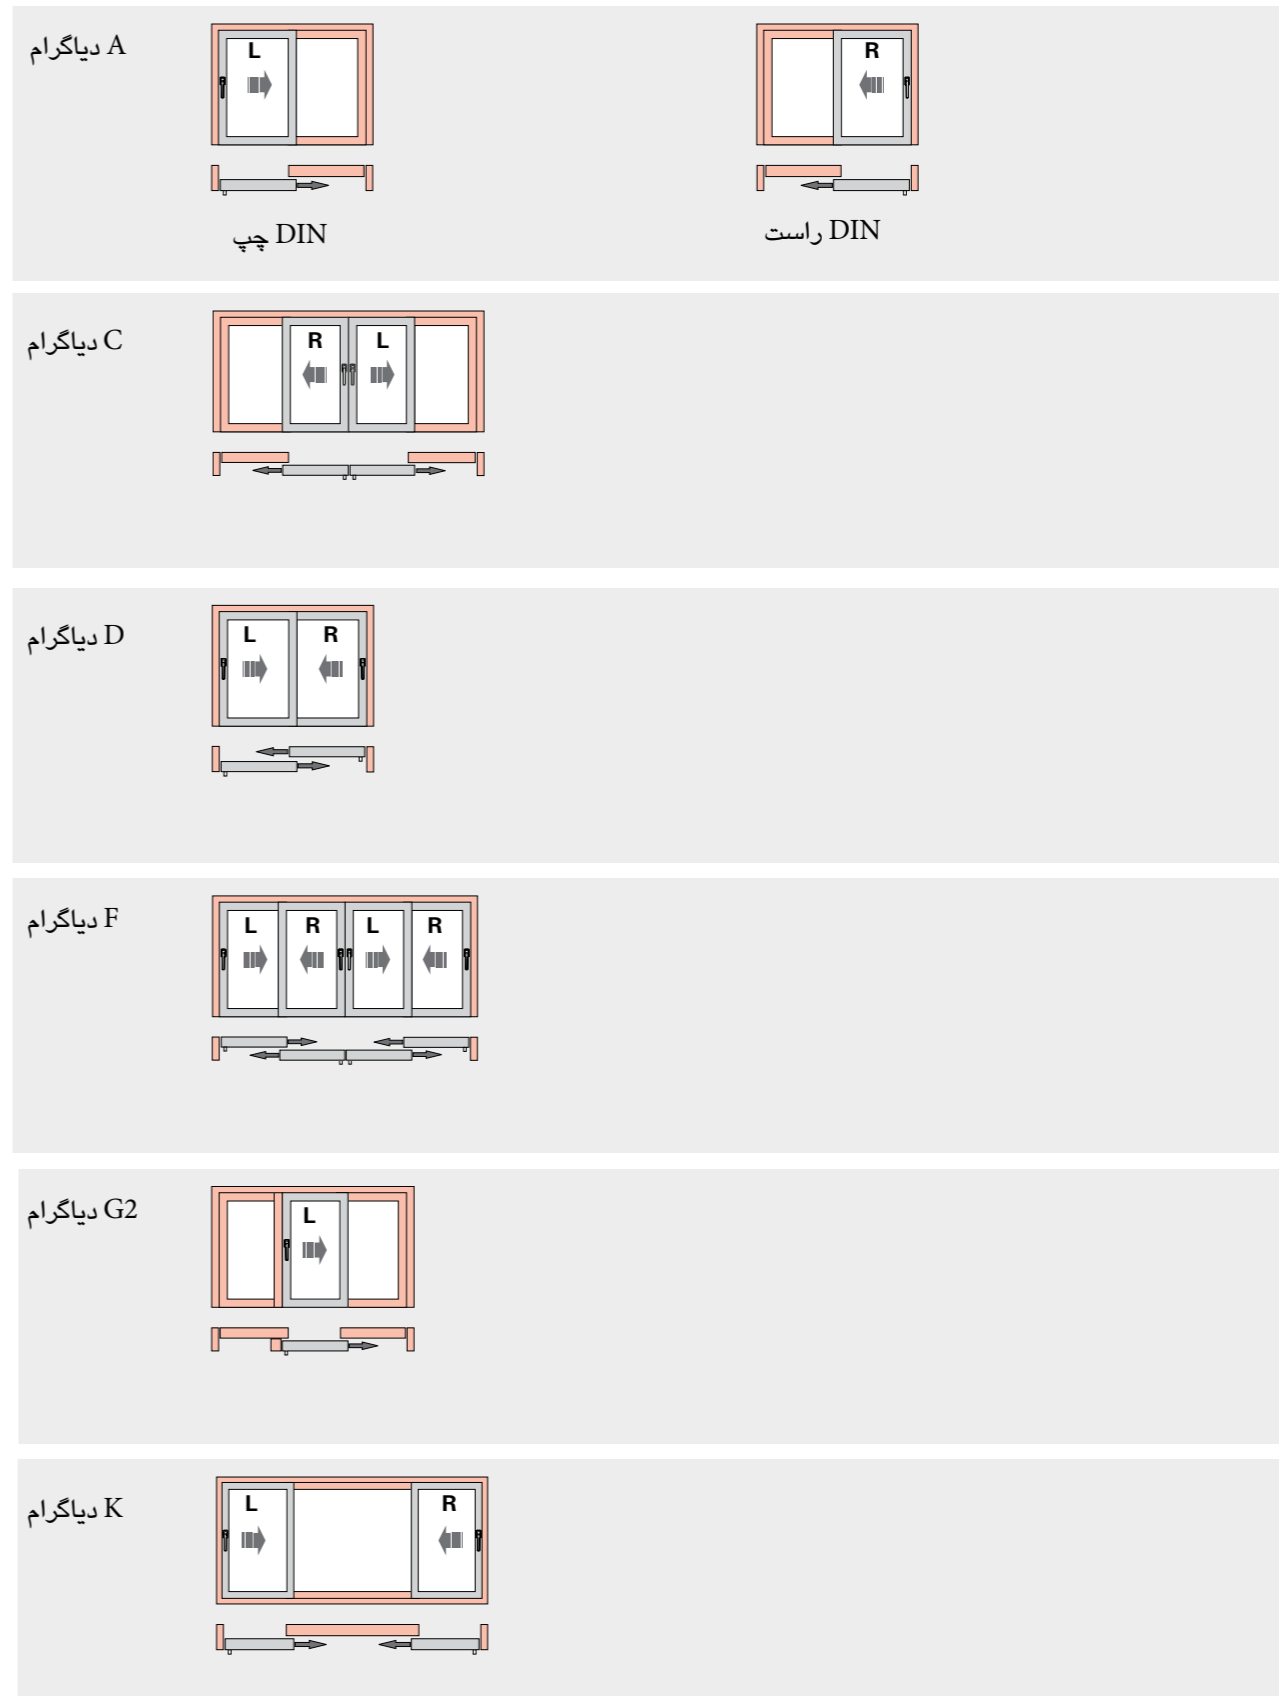 دیاگرام A
L
R
DIN چپ
DIN راست
دیاگرام C
R L
دیاگرام D
L R
دیاگرام F
L R L R
دیاگرام G2
L
دیاگرام K
L R